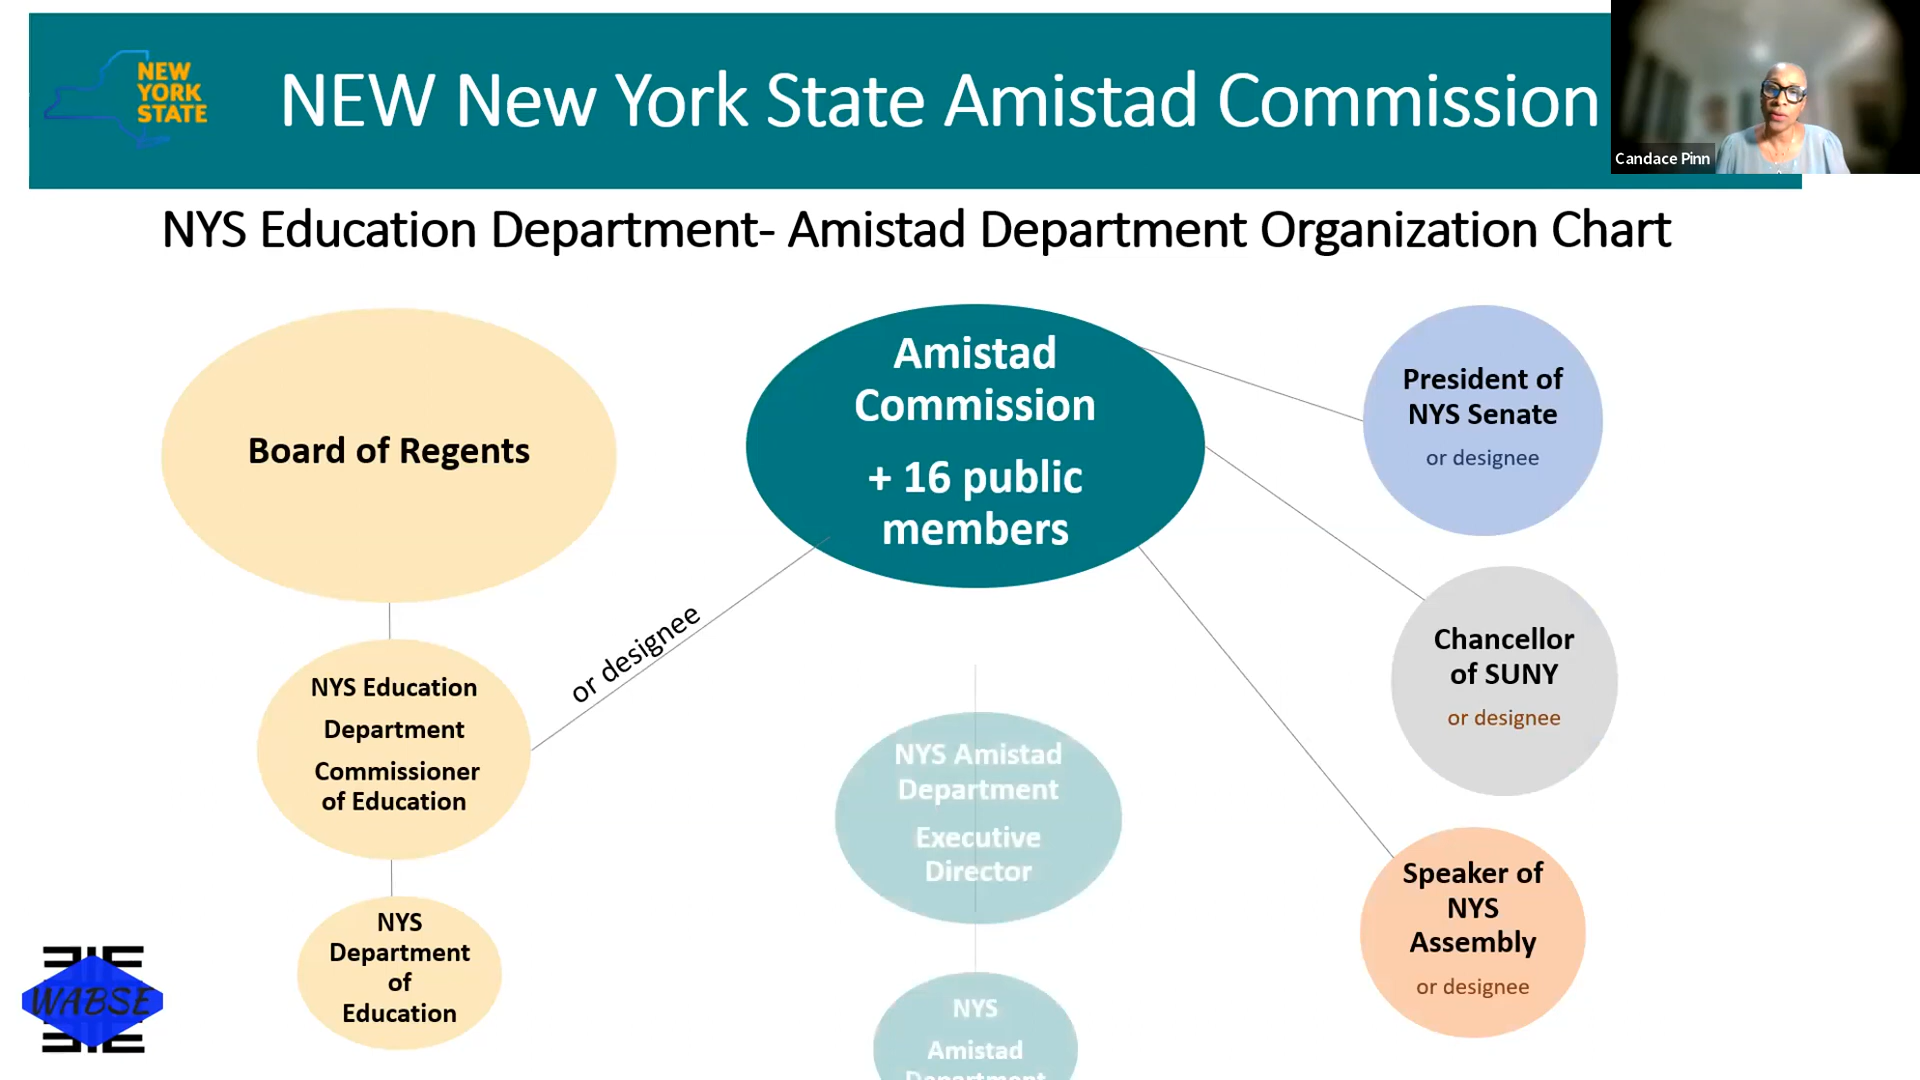 NEW
YORK
STATE
NEW New York State Amistad Commission
Candace Pinn
NYS Education Department- Amistad Department Organization Chart
Board of Regents
Amistad
Commission
+ 16 public
members
President of
NYS Senate
or designee
or designee
NYS Education
Department
Commissioner
of Education
Chancellor
of SUNY
or designee
NYS Amistad
Department
Executive
Director
Speaker of
NYS
Assembly
or designee
NYS
Department
of
Education
NYS
Amistad
Department
WABSE